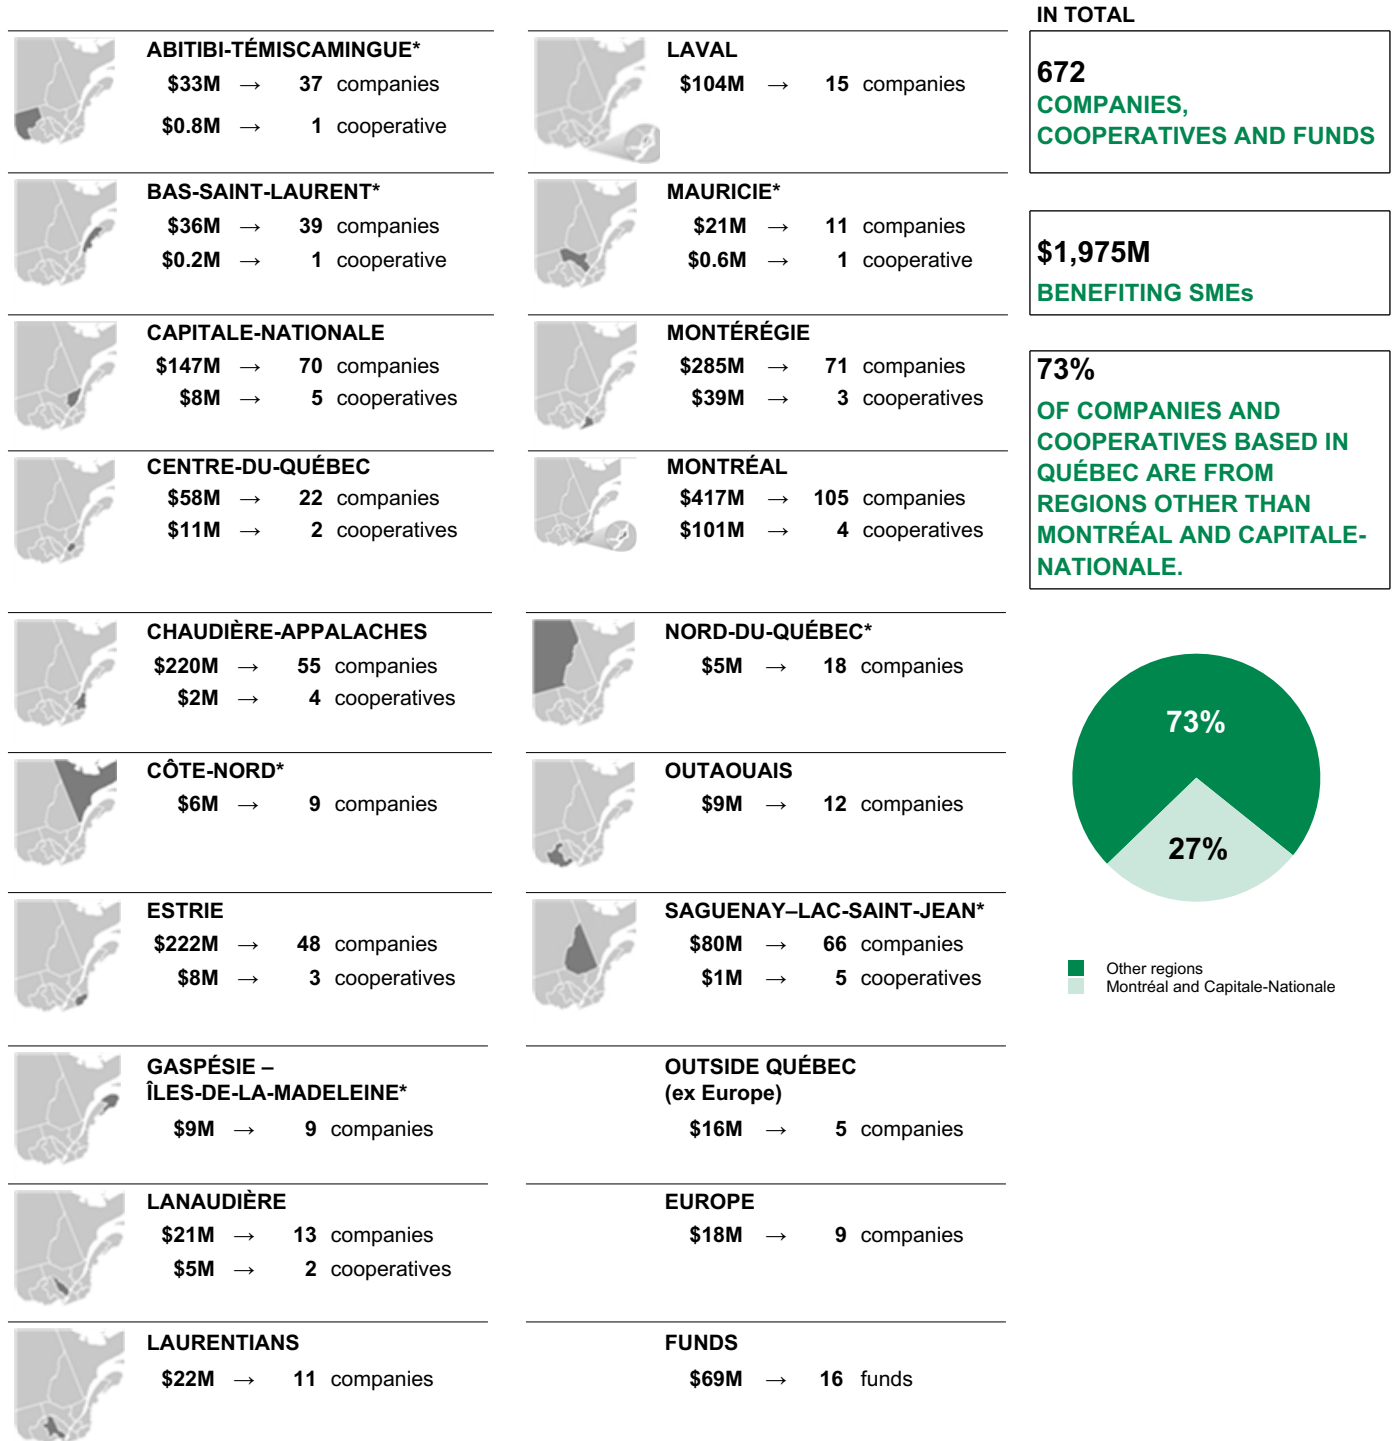 ABITIBI-TÉMISCAMINGUE*
$33M → 37 companies
$0.8M → 1 cooperative
BAS-SAINT-LAURENT*
$36M → 39 companies
$0.2M → 1 cooperative
CAPITALE-NATIONALE
$147M → 70 companies
$8M → 5 cooperatives
CENTRE-DU-QUÉBEC
$58M → 22 companies
$11M → 2 cooperatives
CHAUDIÈRE-APPALACHES
$220M → 55 companies
$2M → 4 cooperatives
CÔTE-NORD*
$6M → 9 companies
ESTRIE
$222M → 48 companies
$8M → 3 cooperatives
GASPÉSIE –
ÎLES-DE-LA-MADELEINE*
$9M → 9 companies
LANAUDIÈRE
$21M → 13 companies
$5M → 2 cooperatives
LAURENTIANS
$22M → 11 companies
LAVAL
$104M → 15 companies
MAURICIE*
$21M → 11 companies
$0.6M → 1 cooperative
MONTÉRÉGIE
$285M → 71 companies
$39M → 3 cooperatives
MONTRÉAL
$417M → 105 companies
$101M → 4 cooperatives
NORD-DU-QUÉBEC*
$5M → 18 companies
OUTAOUAIS
$9M → 12 companies
SAGUENAY–LAC-SAINT-JEAN*
$80M → 66 companies
$1M → 5 cooperatives
OUTSIDE QUÉBEC
(ex Europe)
$16M → 5 companies
EUROPE
$18M → 9 companies
FUNDS
$69M → 16 funds
IN TOTAL
672
COMPANIES,
COOPERATIVES AND FUNDS
$1,975M
BENEFITING SMEs
73%
OF COMPANIES AND
COOPERATIVES BASED IN
QUÉBEC ARE FROM
REGIONS OTHER THAN
MONTRÉAL AND CAPITALE-
NATIONALE.
73%
27%
Other regions
Montréal and Capitale-Nationale